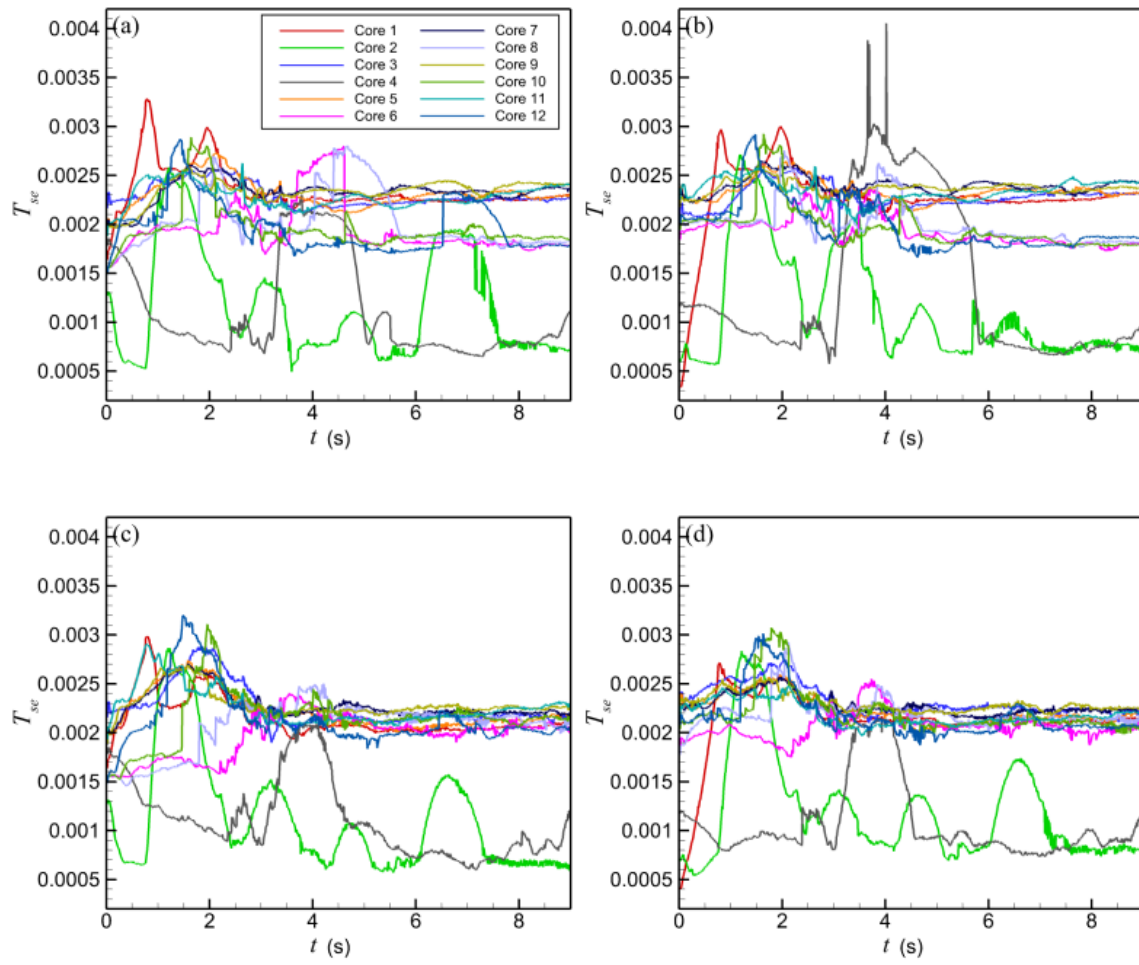 (a)
Core 1 Core 7
Core 2 Core 8
Core 3 Core 9
Core 4 Core 10
Core 5 Core 11
Core 6 Core 12
0.004
0.0035
0.003
0.0025
0.002
0.0015
0.001
0.0005
T_se
0 2 4 6 8
t (s)
(b)
0.004
0.0035
0.003
0.0025
0.002
0.0015
0.001
0.0005
T_se
0 2 4 6 8
t (s)
(c)
0.004
0.0035
0.003
0.0025
0.002
0.0015
0.001
0.0005
T_se
0 2 4 6 8
t (s)
(d)
0.004
0.0035
0.003
0.0025
0.002
0.0015
0.001
0.0005
T_se
0 2 4 6 8
t (s)